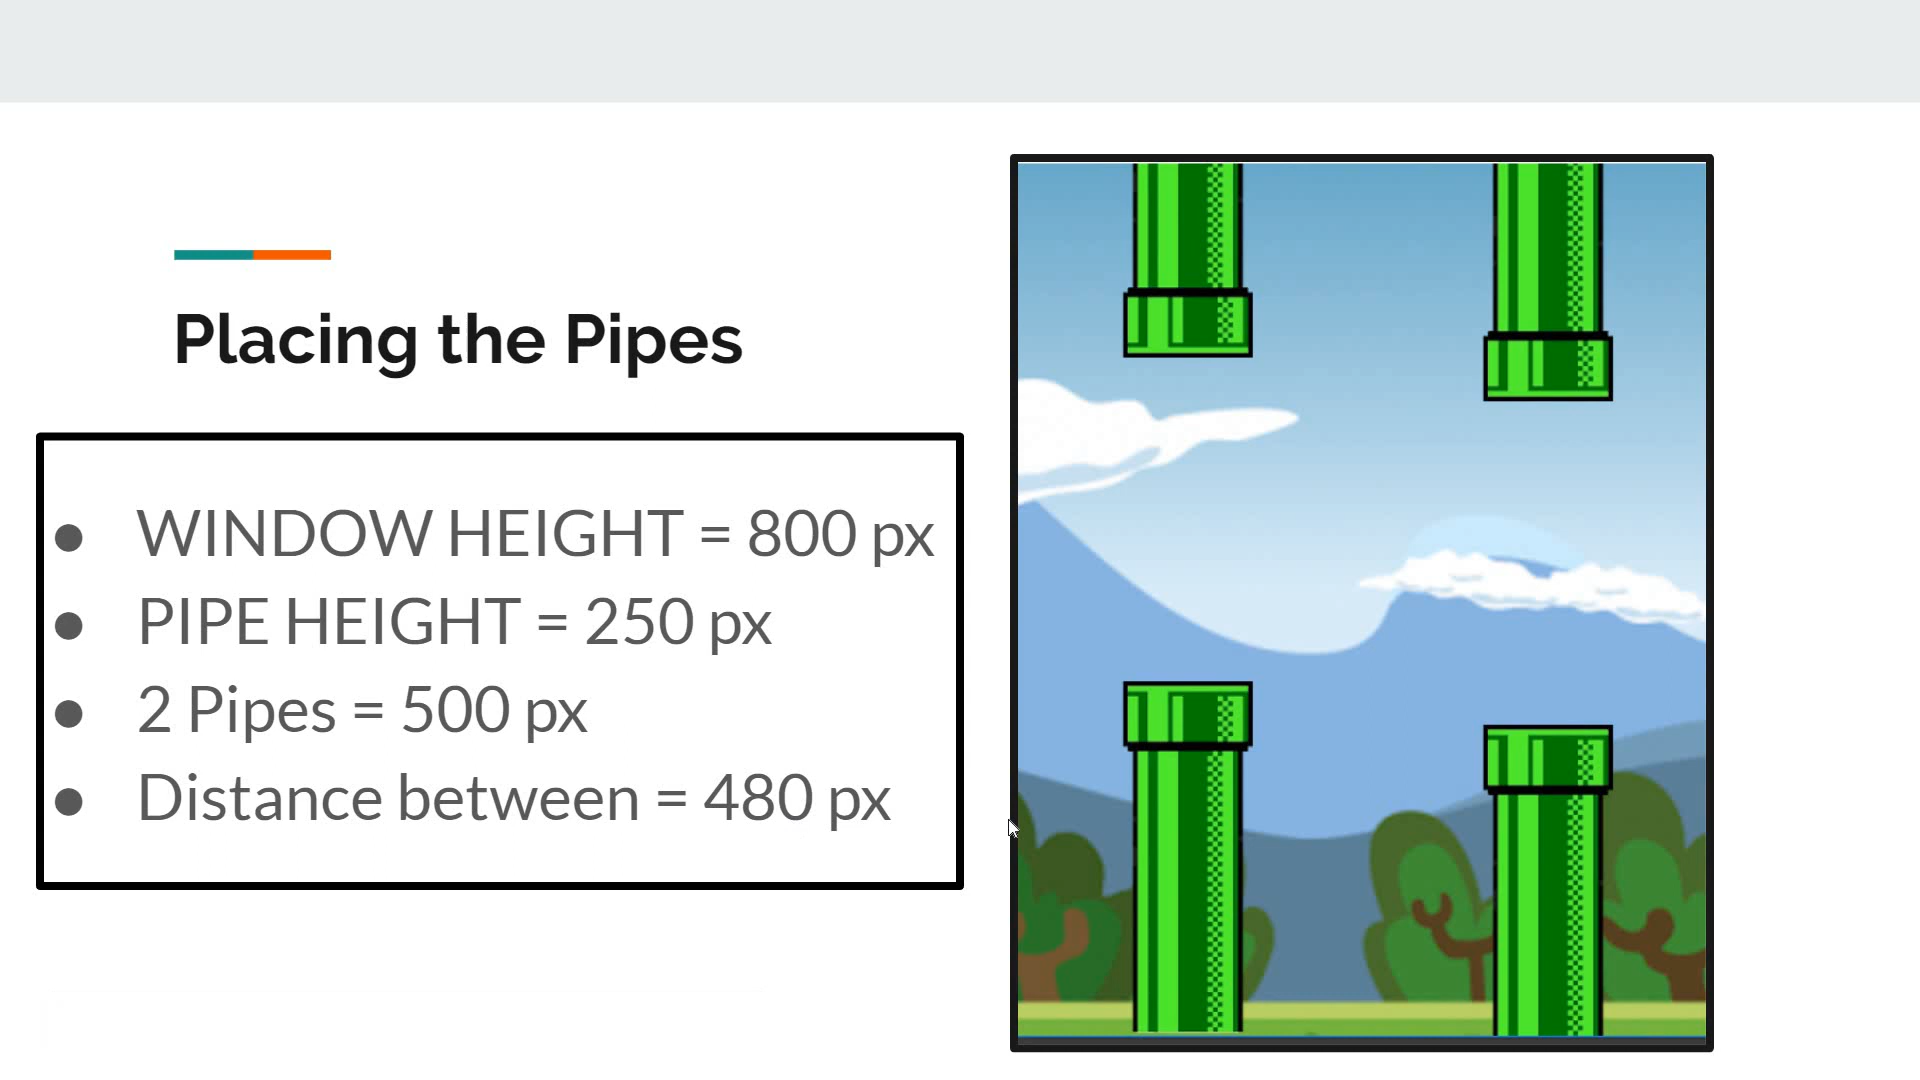 Placing the Pipes
● WINDOW HEIGHT = 800 px
● PIPE HEIGHT = 250 px
● 2 Pipes = 500 px
● Distance between = 480 px